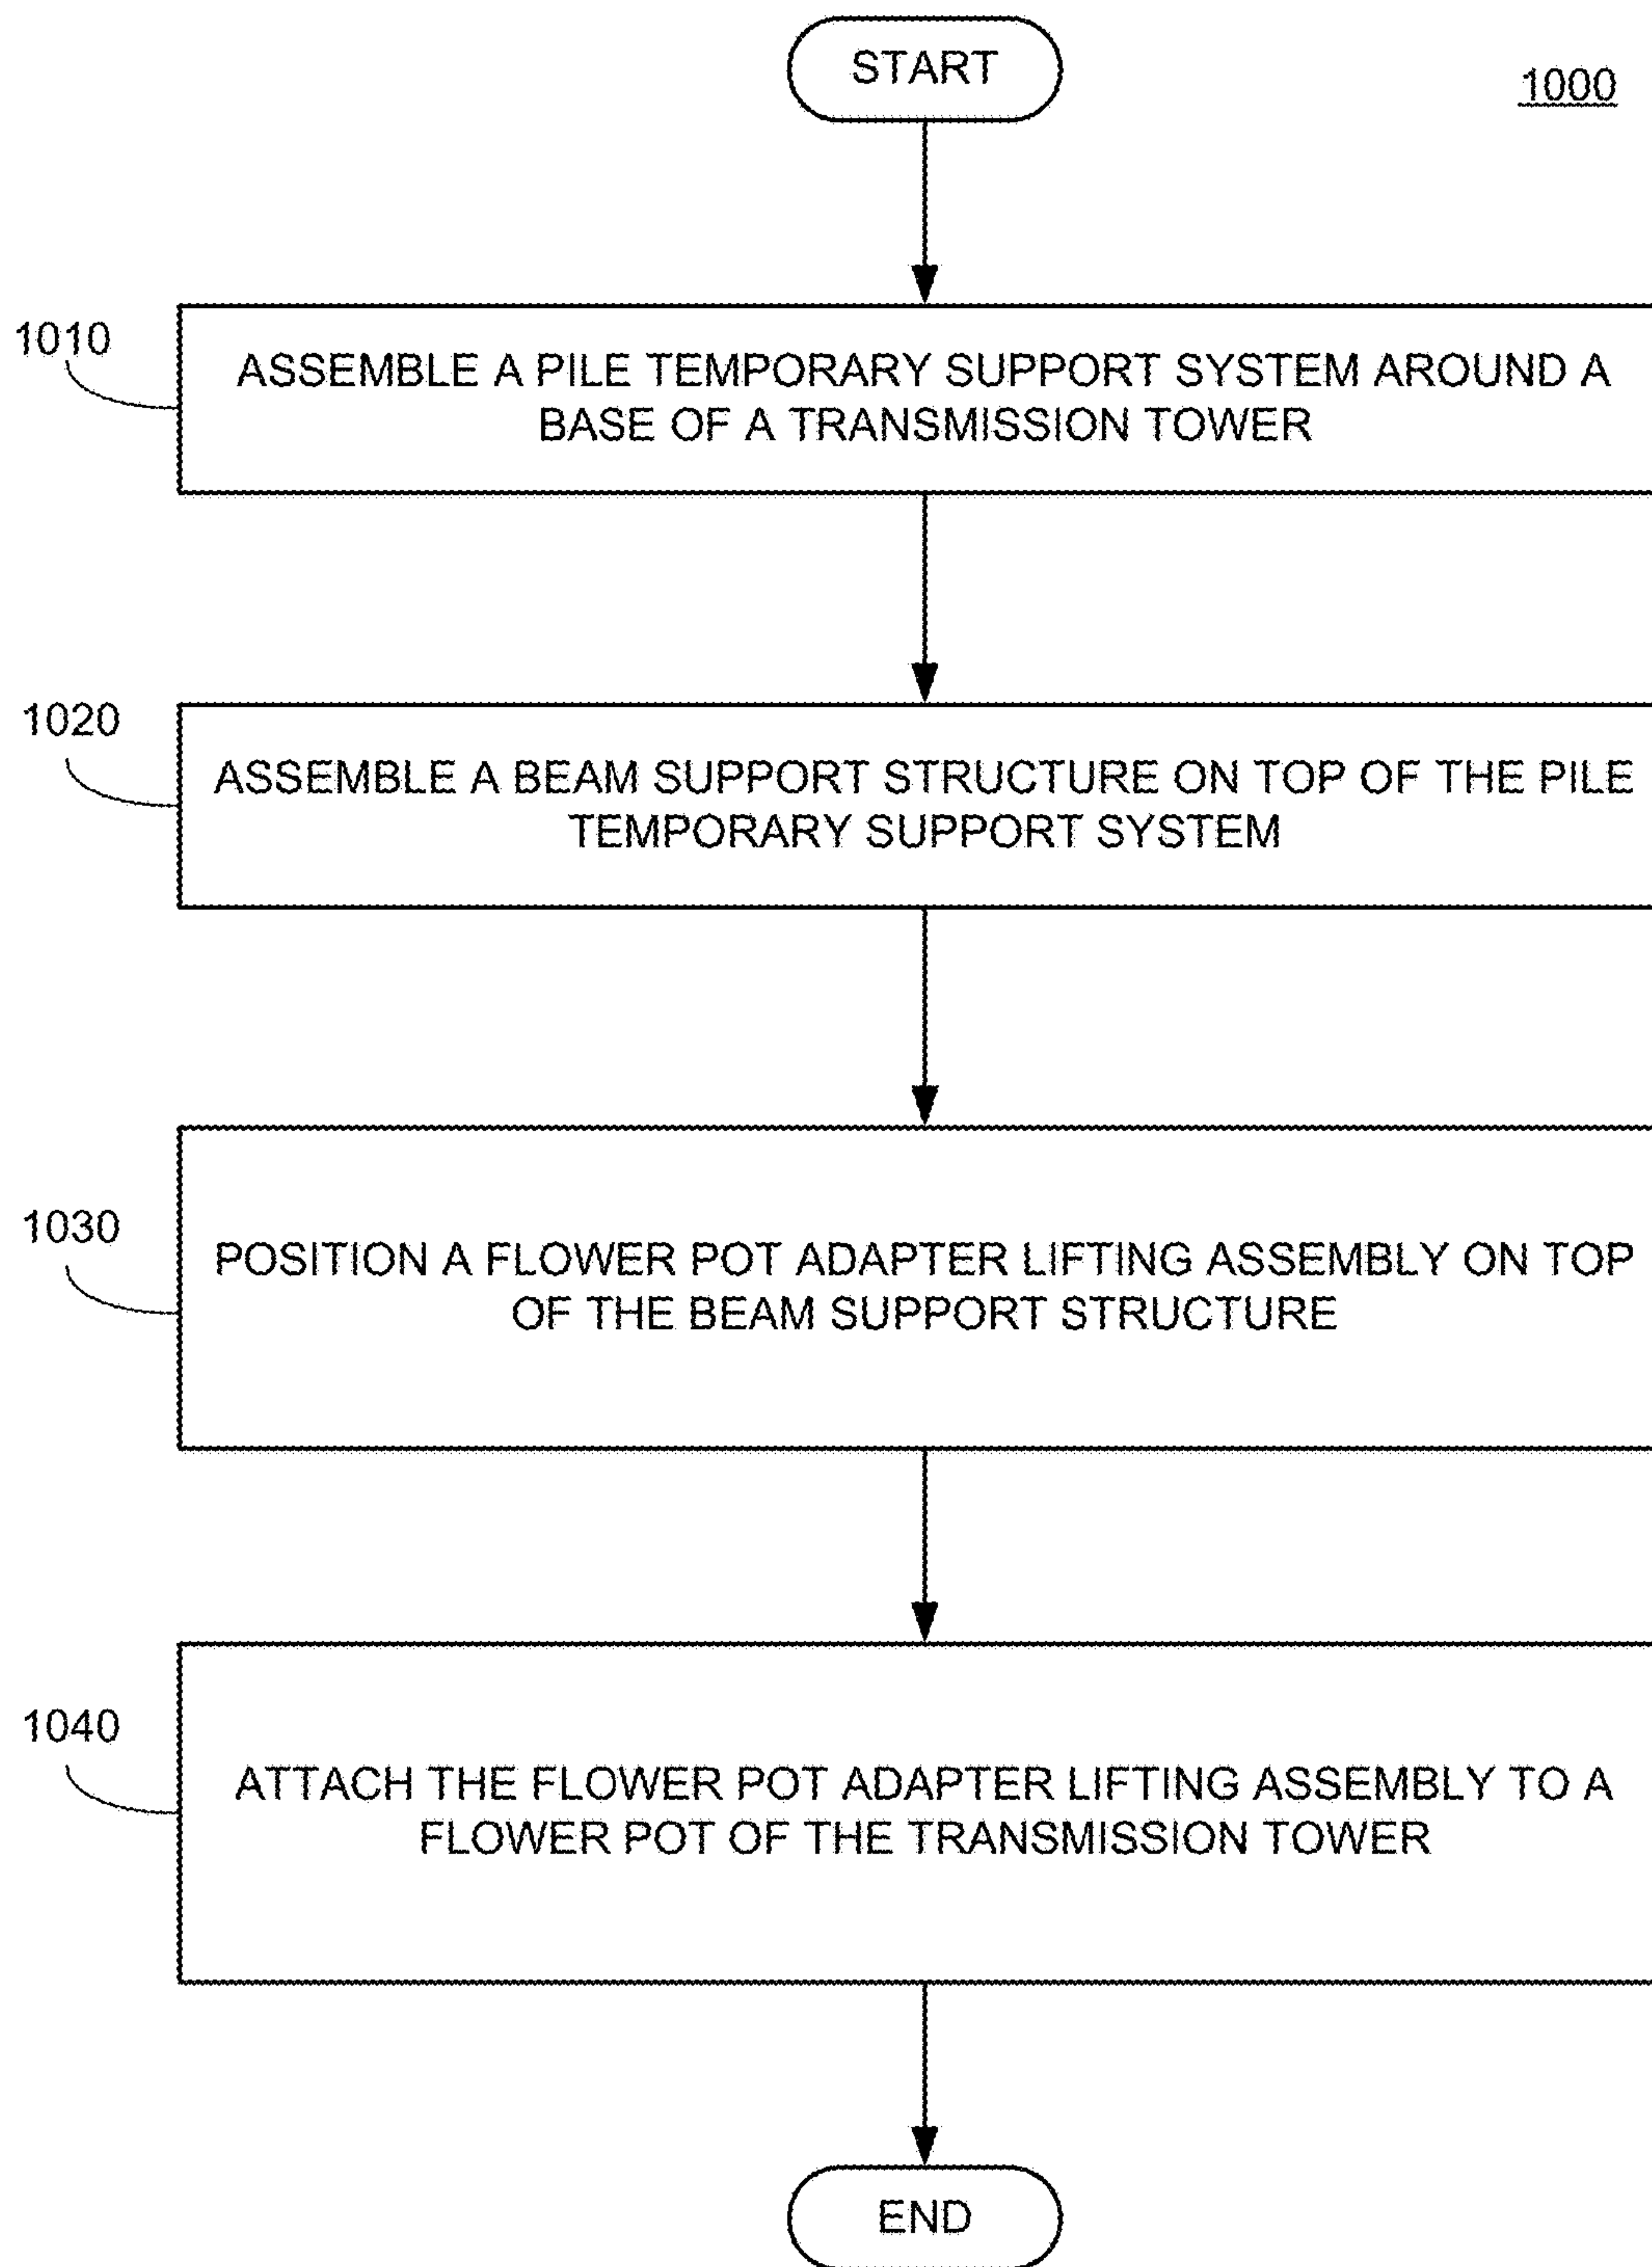 START
1000
1010
ASSEMBLE A PILE TEMPORARY SUPPORT SYSTEM AROUND A
BASE OF A TRANSMISSION TOWER
1020
ASSEMBLE A BEAM SUPPORT STRUCTURE ON TOP OF THE PILE
TEMPORARY SUPPORT SYSTEM
1030
POSITION A FLOWER POT ADAPTER LIFTING ASSEMBLY ON TOP
OF THE BEAM SUPPORT STRUCTURE
1040
ATTACH THE FLOWER POT ADAPTER LIFTING ASSEMBLY TO A
FLOWER POT OF THE TRANSMISSION TOWER
END